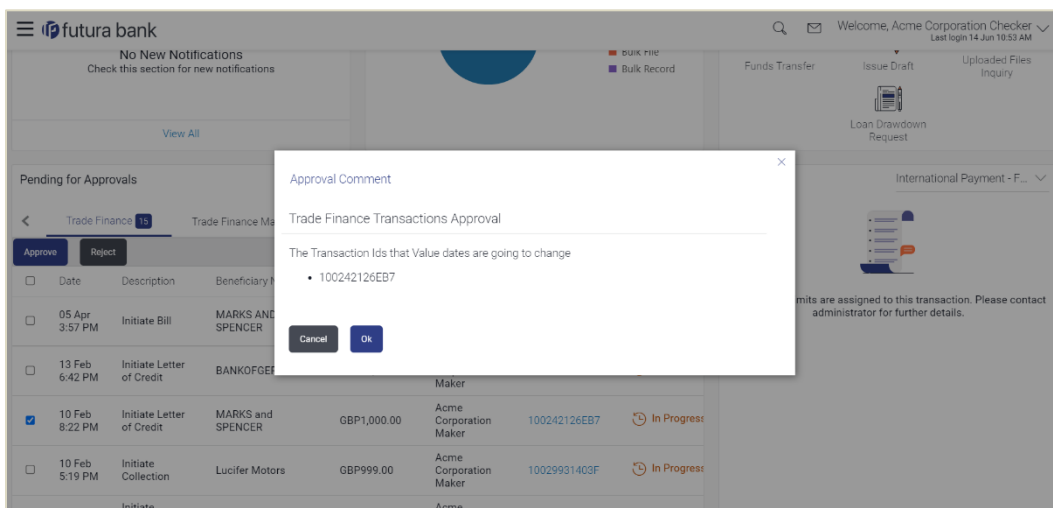 futura bank
Welcome, Acme Corporation Checker
Last login 14 Jun 10:53 AM
No New Notifications
Check this section for new notifications
View All
Bulk File
Bulk Record
Funds Transfer
Issue Draft
Uploaded Files
Inquiry
Loan Drawdown
Request
Pending for Approvals
Trade Finance 15
Trade Finance Ma
Approve
Reject
Date Description Beneficiary N
05 Apr
3:57 PM
Initiate Bill
MARKS AND
SPENCER
13 Feb
6:42 PM
Initiate Letter
of Credit
BANKOFGER
Maker
10 Feb
8:22 PM
Initiate Letter
of Credit
MARKS and
SPENCER
GBP1,000.00
Acme
Corporation
Maker
100242126EB7
In Progress
10 Feb
5:19 PM
Initiate
Collection
Lucifer Motors
GBP999.00
Acme
Corporation
Maker
10029931403F
In Progress
Initiate
Acme
Approval Comment
Trade Finance Transactions Approval
The Transaction Ids that Value dates are going to change
• 100242126EB7
Cancel
Ok
International Payment - F...
mits are assigned to this transaction. Please contact
administrator for further details.